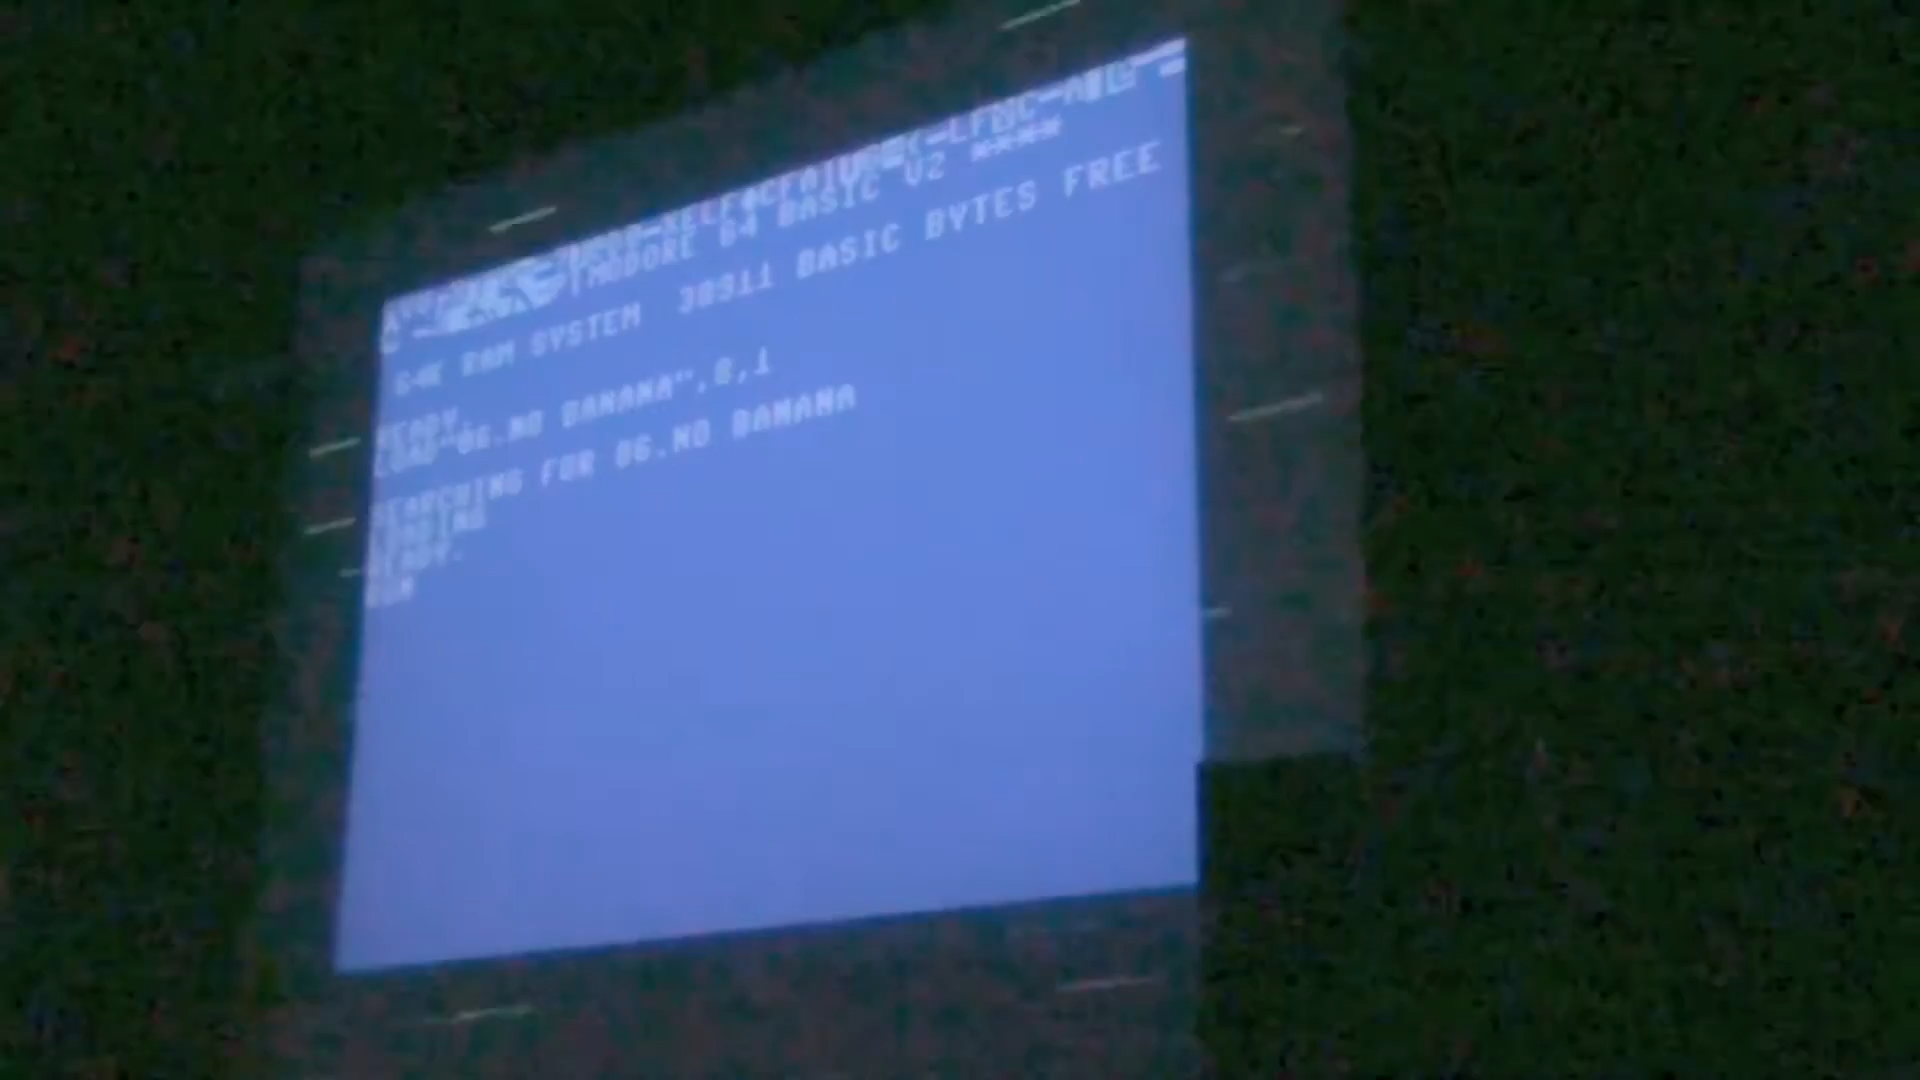 64 BASIC V2 ****
RAM SYSTEM 38911 BASIC BYTES FREE
READY.
LOAD"06.NO BANANA",8,1
SEARCHING FOR 06.NO BANANA
LOADING
READY.
RUN